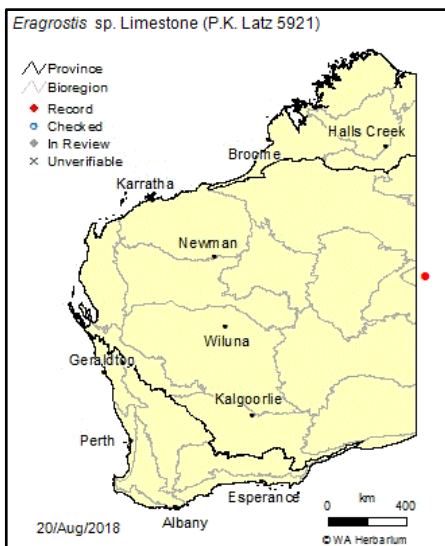 Eragrostis sp. Limestone (P.K. Latz 5921)
Province
Bioregion
Record
Checked
In Review
Unverifiable
Halls Creek
Broome
Karratha
Newman
Wiluna
Geraldton
Kalgoorlie
Perth
Esperance
Albany
km
0 400
20/Aug/2018
© WA Herbarium